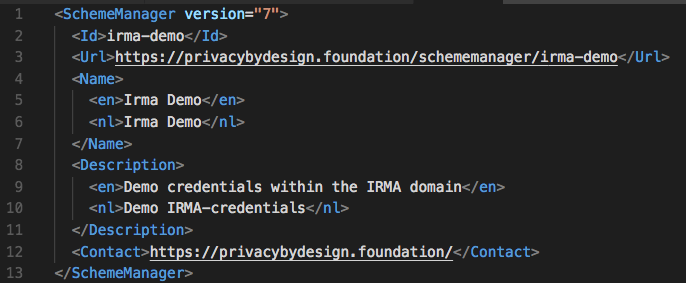 1 <SchemeManager version="7">
2 <Id>irma-demo</Id>
3 <Url>https://privacybydesign.foundation/schememanager/irma-demo</Url>
4 <Name>
5 <en>Irma Demo</en>
6 <nl>Irma Demo</nl>
7 </Name>
8 <Description>
9 <en>Demo credentials within the IRMA domain</en>
10 <nl>Demo IRMA-credentials</nl>
11 </Description>
12 <Contact>https://privacybydesign.foundation/</Contact>
13 </SchemeManager>